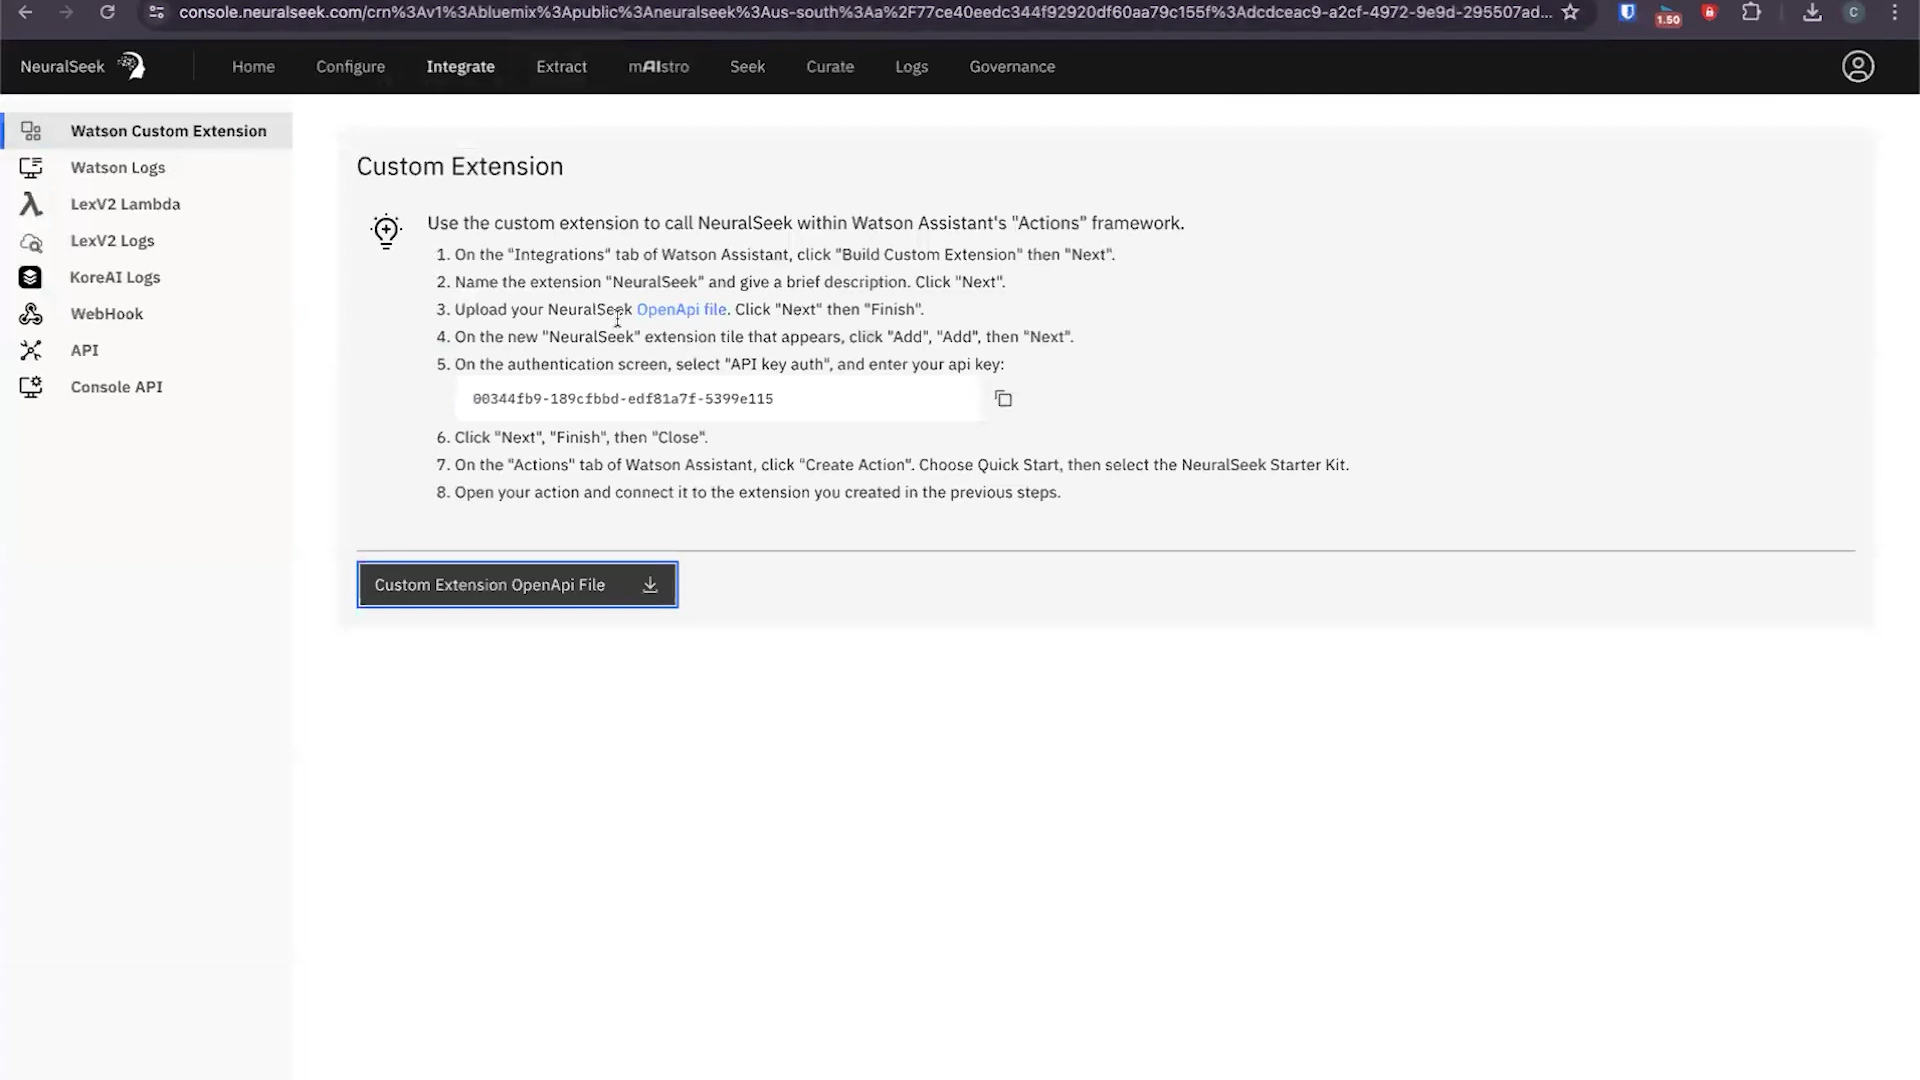 console.neuralseek.com/crn%3Av1%3Abluemix%3Apublic%3Aneuralseek%3Aus-south%3Aa%2F77ce40eedc344f92920df60aa79c155f%3Adcdceac9-a2cf-4972-9e9d-295507ad...
1.50
C
NeuralSeek
Home
Configure
Integrate
Extract
mAIstro
Seek
Curate
Logs
Governance
Watson Custom Extension
Watson Logs
LexV2 Lambda
LexV2 Logs
KoreAI Logs
WebHook
API
Console API
Custom Extension
Use the custom extension to call NeuralSeek within Watson Assistant's "Actions" framework.
1. On the "Integrations" tab of Watson Assistant, click "Build Custom Extension" then "Next".
2. Name the extension "NeuralSeek" and give a brief description. Click "Next".
3. Upload your NeuralSeek OpenApi file. Click "Next" then "Finish".
4. On the new "NeuralSeek" extension tile that appears, click "Add", "Add", then "Next".
5. On the authentication screen, select "API key auth", and enter your api key:
00344fb9-189cfbbd-edf81a7f-5399e115
6. Click "Next", "Finish", then "Close".
7. On the "Actions" tab of Watson Assistant, click "Create Action". Choose Quick Start, then select the NeuralSeek Starter Kit.
8. Open your action and connect it to the extension you created in the previous steps.
Custom Extension OpenApi File